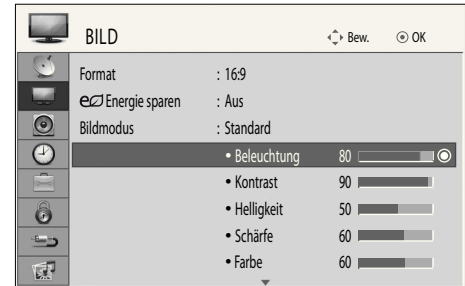 BILD Bew. OK
Format : 16:9
eco Energie sparen : Aus
Bildmodus : Standard
• Beleuchtung 80
• Kontrast 90
• Helligkeit 50
• Schärfe 60
• Farbe 60